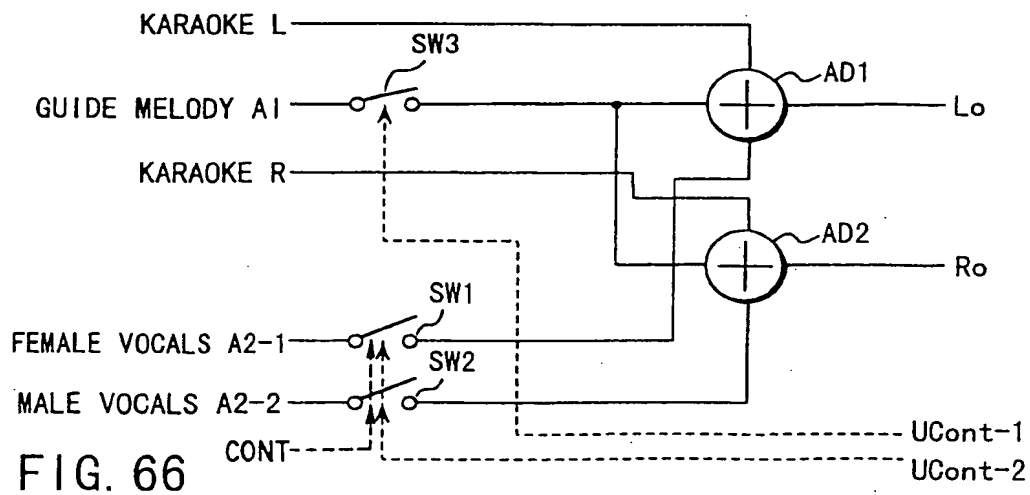 KARAOKE L
SW3
AD1
GUIDE MELODY A1
Lo
KARAOKE R
AD2
Ro
SW1
FEMALE VOCALS A2-1
SW2
MALE VOCALS A2-2
UCont-1
CONT
UCont-2
FIG. 66